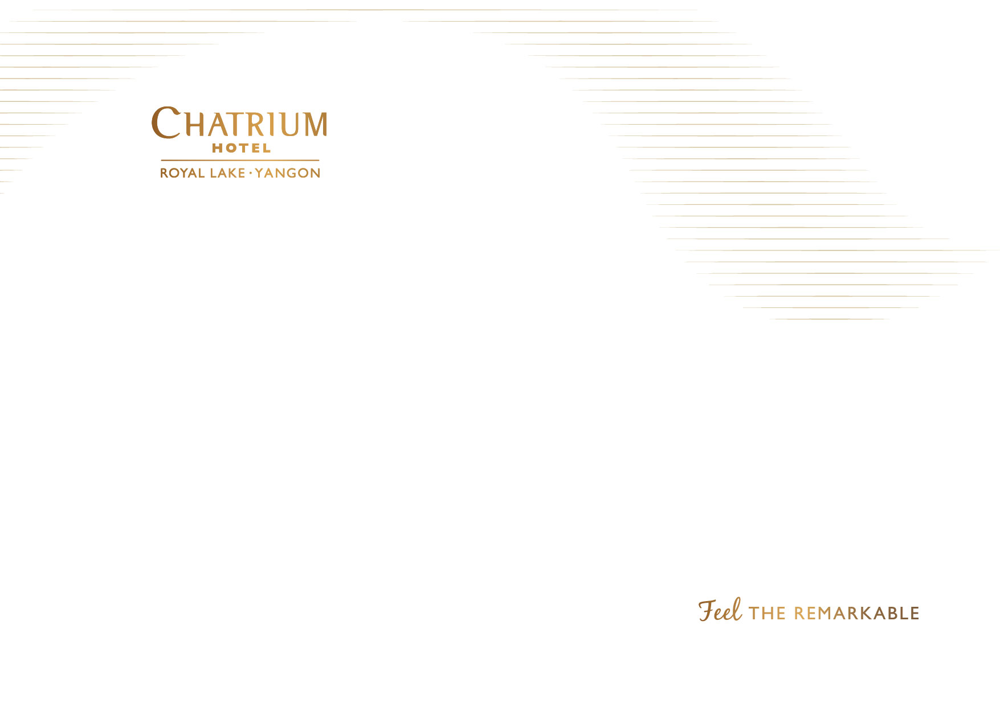 CHATRIUM
HOTEL
ROYAL LAKE · YANGON
Feel THE REMARKABLE